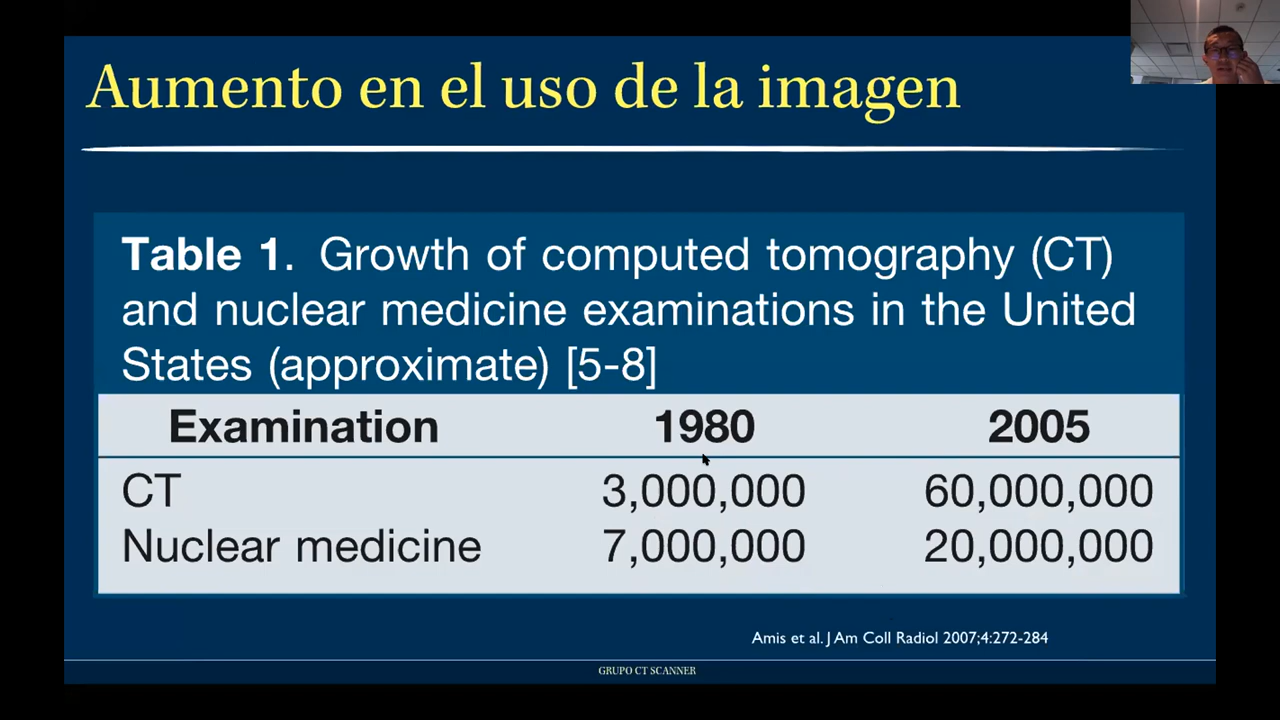 Aumento en el uso de la imagen
Table 1. Growth of computed tomography (CT)
and nuclear medicine examinations in the United
States (approximate) [5-8]
Examination 1980 2005
CT 3,000,000 60,000,000
Nuclear medicine 7,000,000 20,000,000
Amis et al. J Am Coll Radiol 2007;4:272-284
GRUPO CT SCANNER